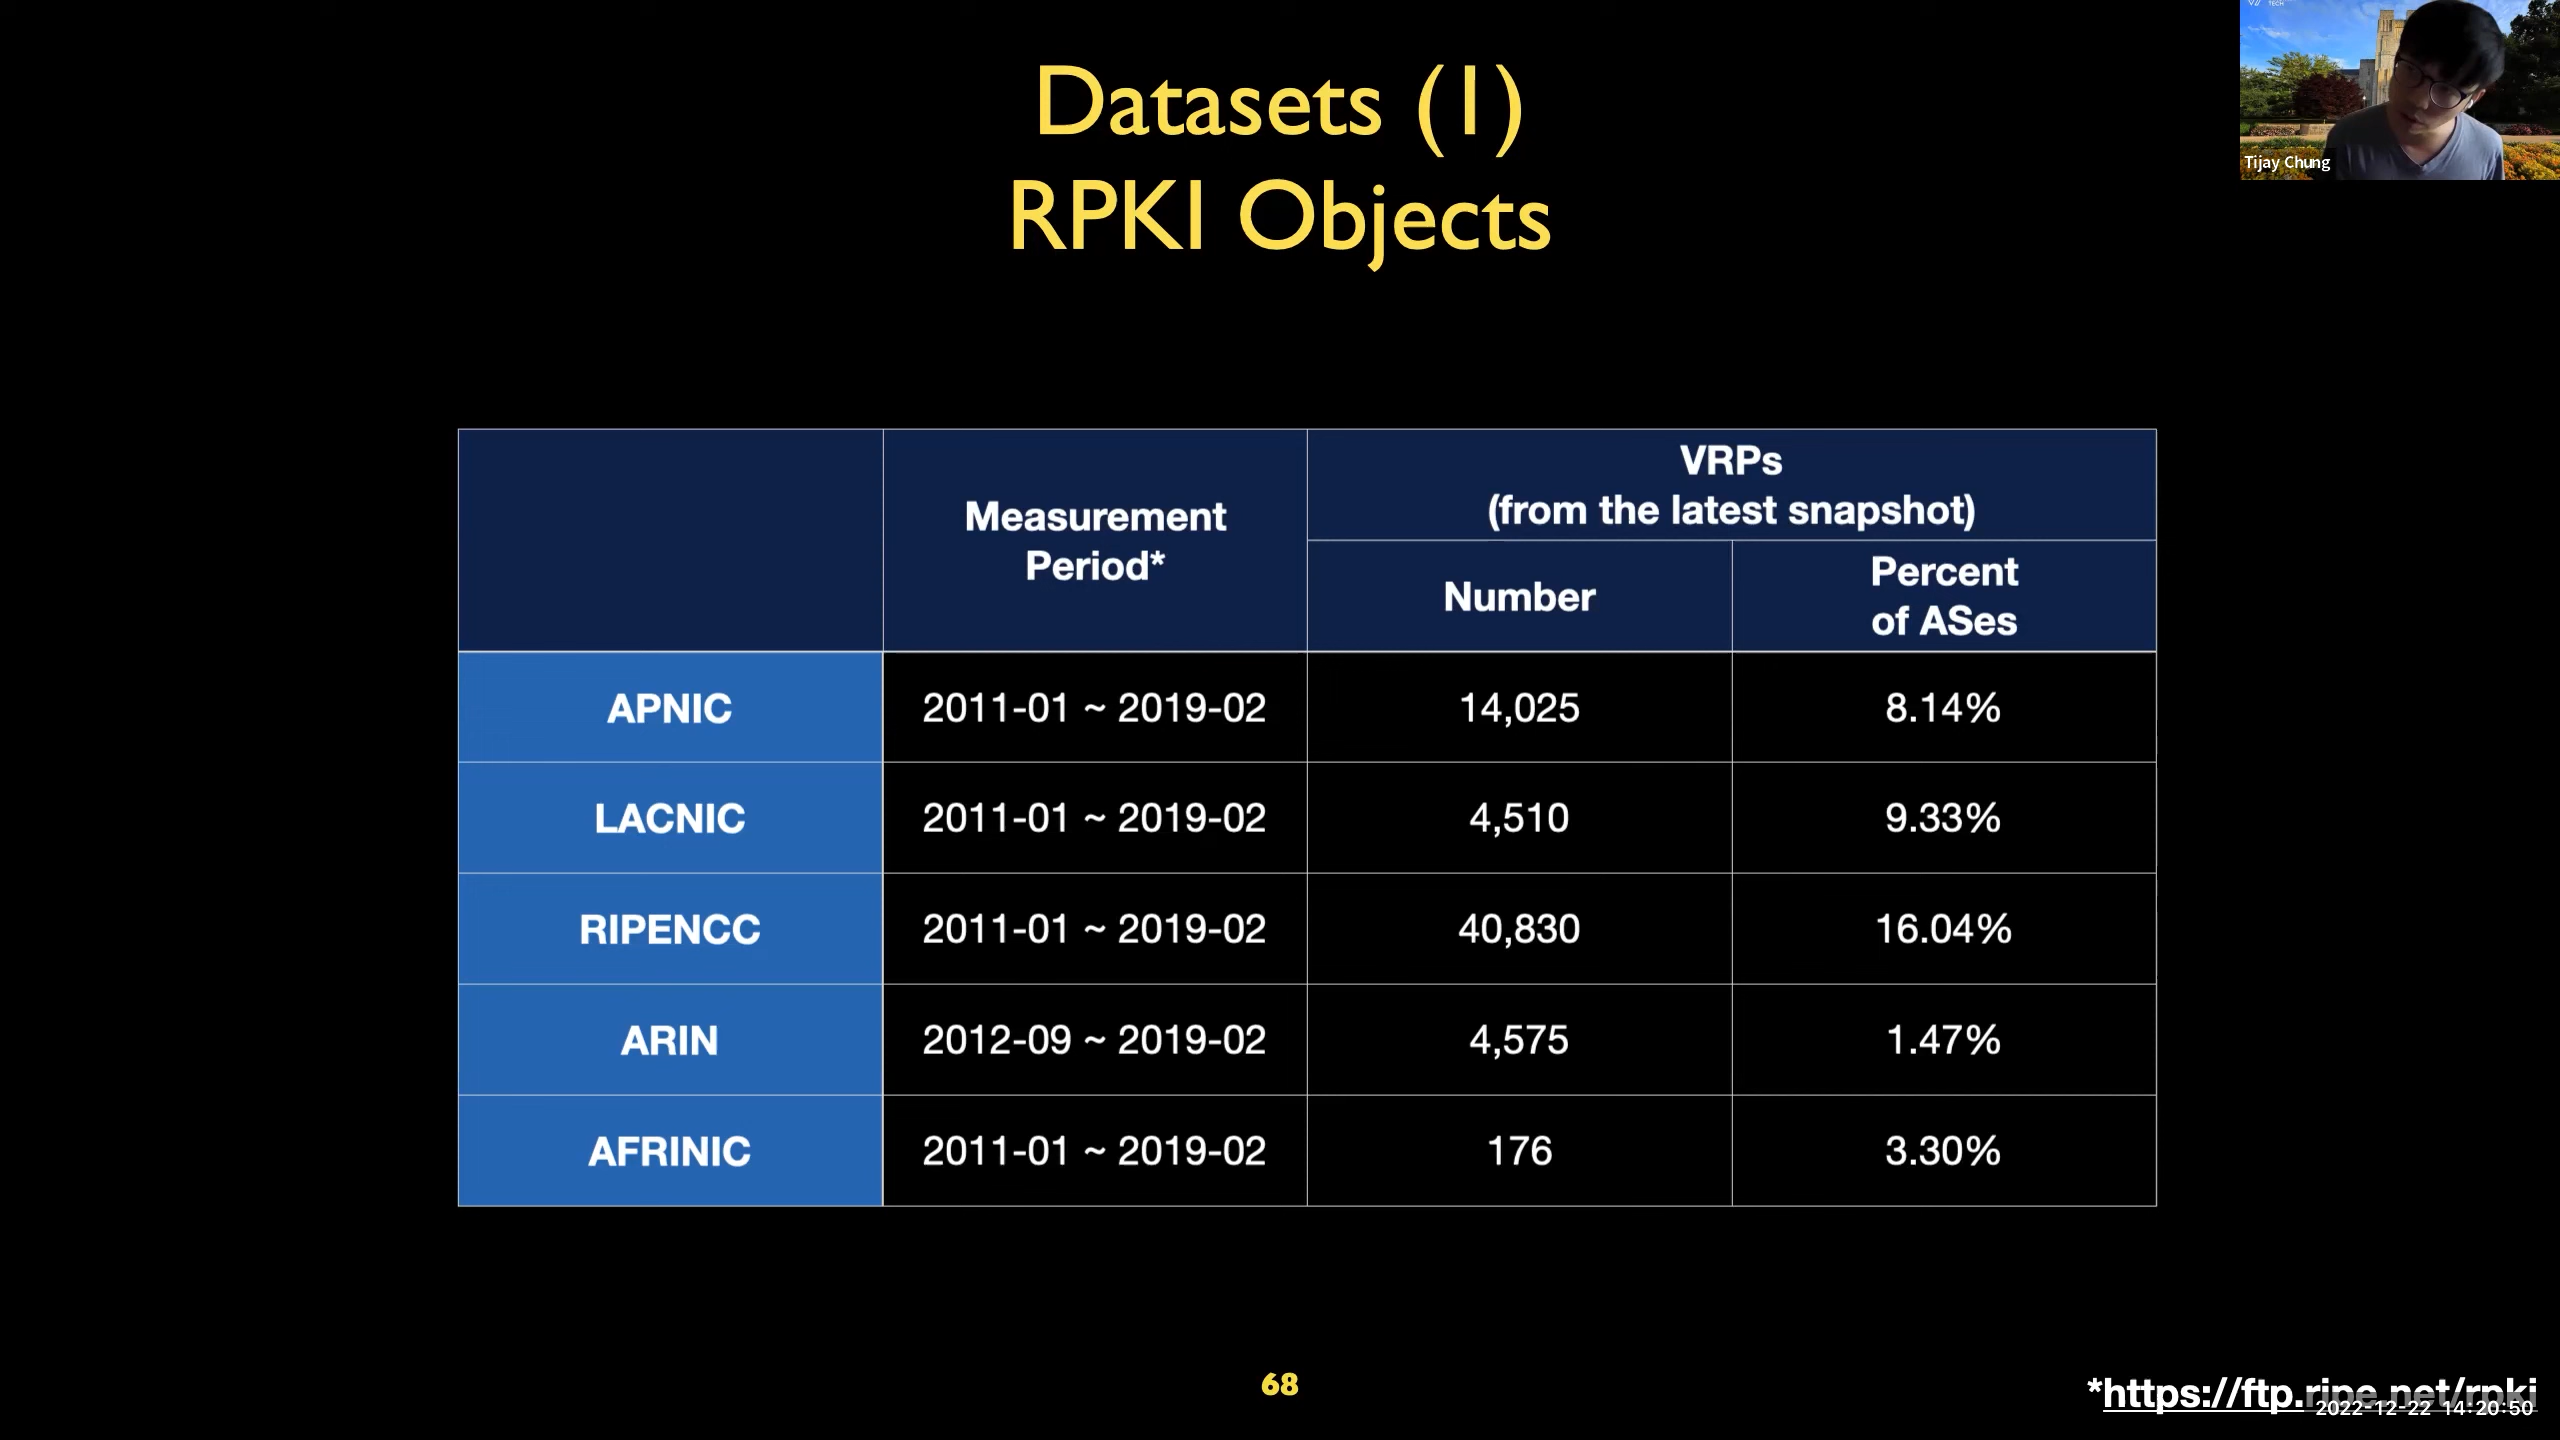 Datasets (1)
RPKI Objects
TECH
Tijay Chung
Measurement
Period*
VRPs
(from the latest snapshot)
Number
Percent
of ASes
APNIC 2011-01 ~ 2019-02 14,025 8.14%
LACNIC 2011-01 ~ 2019-02 4,510 9.33%
RIPENCC 2011-01 ~ 2019-02 40,830 16.04%
ARIN 2012-09 ~ 2019-02 4,575 1.47%
AFRINIC 2011-01 ~ 2019-02 176 3.30%
68
*https://ftp.ripe.net/rpki
2022-12-22 14:20:50